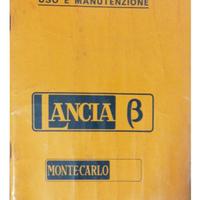 USO E MANUTENZIONE
LANCIA β
MONTECARLO